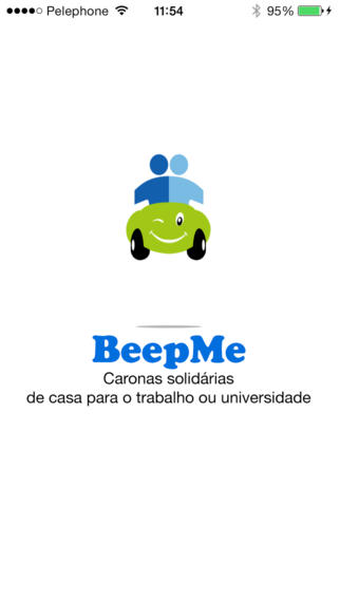 Pelephone 11:54 95%
BeepMe
Caronas solidárias
de casa para o trabalho ou universidade